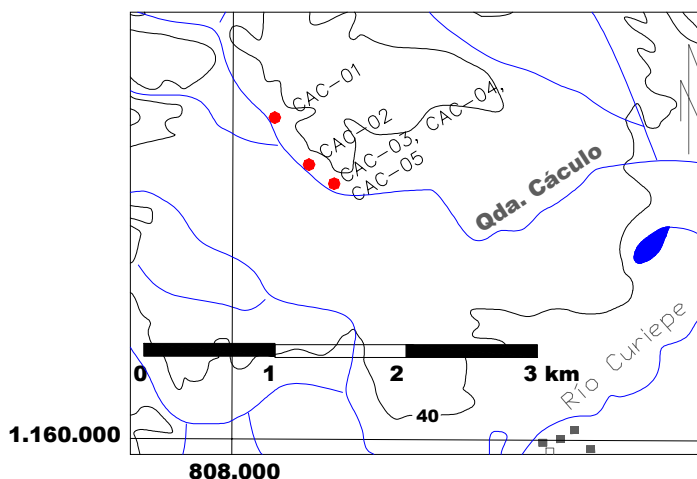 CAC-01
CAC-02
CAC-03, CAC-04,
CAC-05
Qda. Cáculo
Río Curiepe
0 1 2 3 km
40
1.160.000
808.000